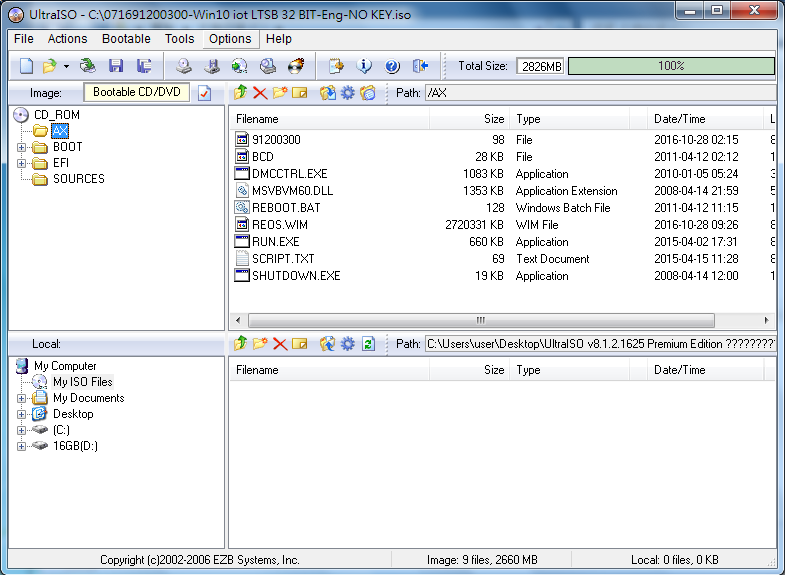 UltraISO - C:\071691200300-Win10 iot LTSB 32 BIT-Eng-NO KEY.iso
File Actions Bootable Tools Options Help
Total Size: 2826MB 100%
Image: Bootable CD/DVD Path: /AX
CD_ROM
AX
BOOT
EFI
SOURCES
Filename Size Type Date/Time L
91200300 98 File 2016-10-28 02:15 8
BCD 28 KB File 2011-04-12 02:12 1
DMCCTRL.EXE 1083 KB Application 2010-01-05 05:24 3
MSVBVM60.DLL 1353 KB Application Extension 2008-04-14 21:59 5
REBOOT.BAT 128 Windows Batch File 2011-04-12 11:15 1
REOS.WIM 2720331 KB WIM File 2016-10-28 09:26 8
RUN.EXE 660 KB Application 2015-04-02 17:31 8
SCRIPT.TXT 69 Text Document 2015-04-15 11:28 8
SHUTDOWN.EXE 19 KB Application 2008-04-14 12:00 1
Local: Path: C:\Users\user\Desktop\UltraISO v8.1.2.1625 Premium Edition ????????
My Computer
My ISO Files
My Documents
Desktop
(C:)
16GB(D:)
Filename Size Type Date/Time
Copyright (c)2002-2006 EZB Systems, Inc. Image: 9 files, 2660 MB Local: 0 files, 0 KB